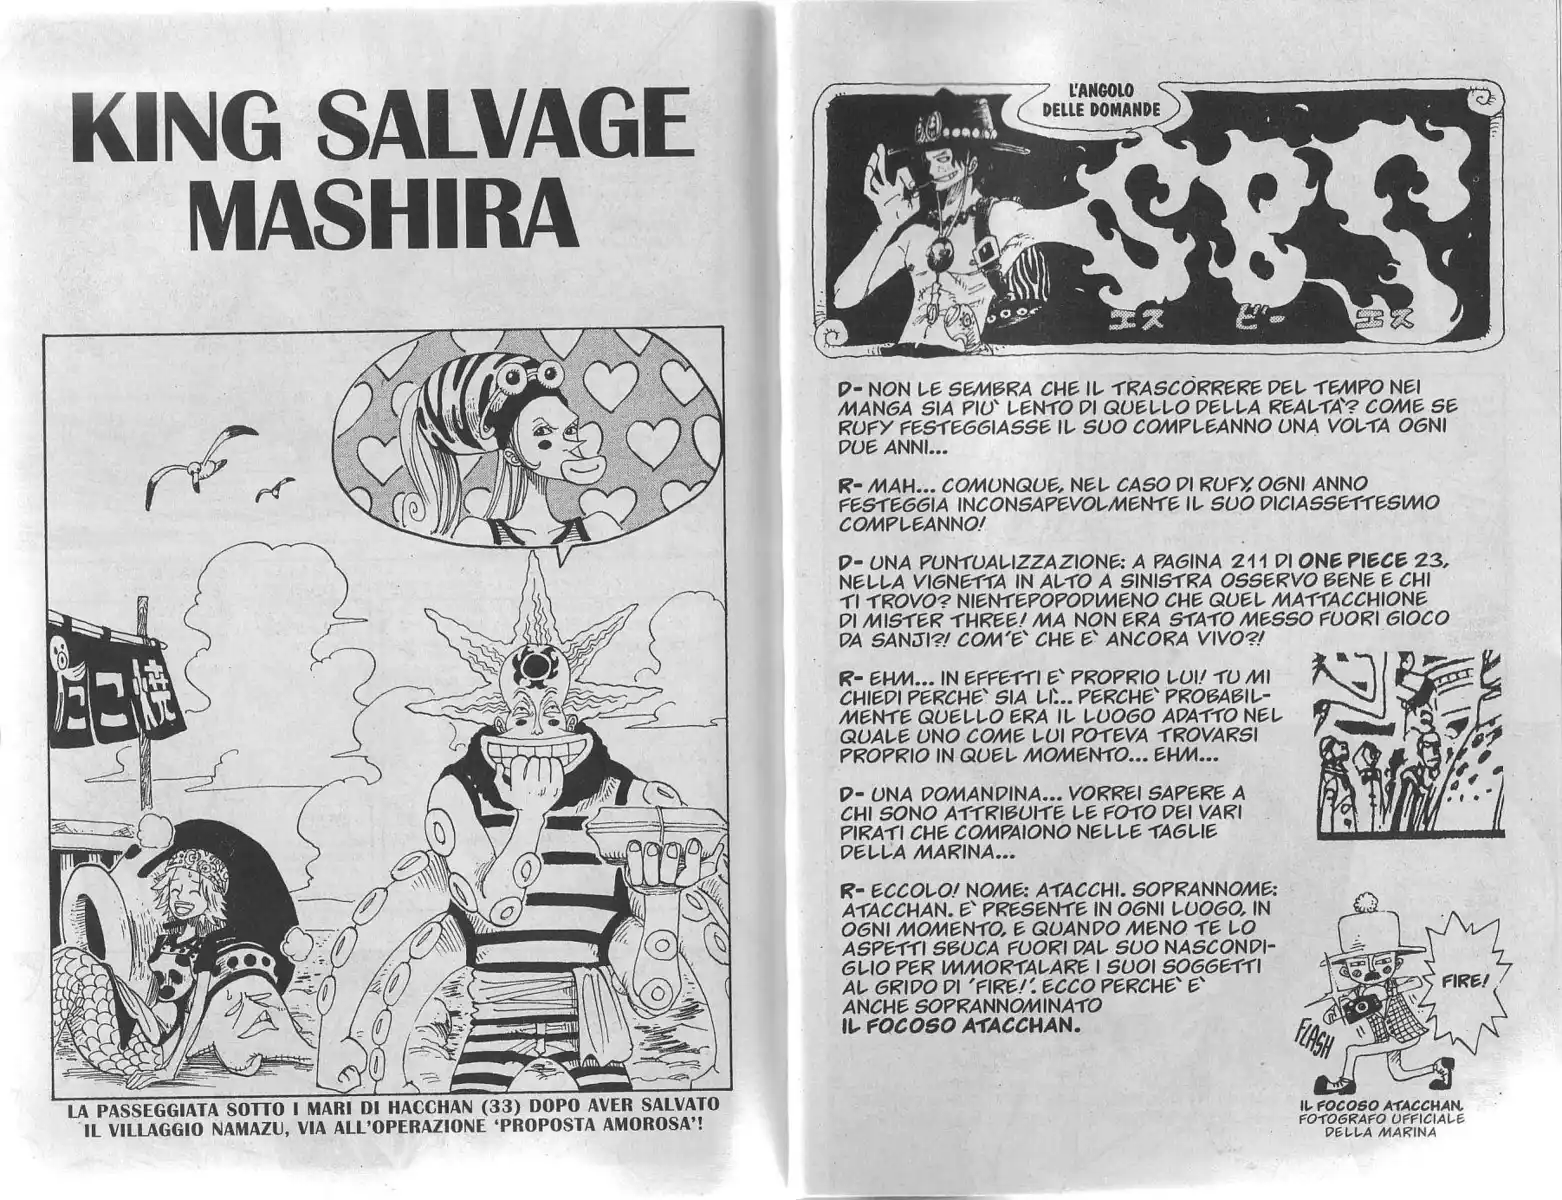 KING SALVAGE
MASHIRA
たこ焼
LA PASSEGGIATA SOTTO I MARI DI HACCHAN (33) DOPO AVER SALVATO
IL VILLAGGIO NAMAZU, VIA ALL'OPERAZIONE 'PROPOSTA AMOROSA'!
L'ANGOLO
DELLE DOMANDE
SBS
エス ビー エス
D- NON LE SEMBRA CHE IL TRASCORRERE DEL TEMPO NEI
MANGA SIA PIU' LENTO DI QUELLO DELLA REALTA'? COME SE
RUFY FESTEGGIASSE IL SUO COMPLEANNO UNA VOLTA OGNI
DUE ANNI...
R- MAH... COMUNQUE, NEL CASO DI RUFY, OGNI ANNO
FESTEGGIA INCONSAPEVOLMENTE IL SUO DICIASSETTESIMO
COMPLEANNO!
D- UNA PUNTUALIZZAZIONE: A PAGINA 211 DI ONE PIECE 23,
NELLA VIGNETTA IN ALTO A SINISTRA OSSERVO BENE E CHI
TI TROVO? NIENTEPOPODIMENO CHE QUEL MATTACCHIONE
DI MISTER THREE! MA NON ERA STATO MESSO FUORI GIOCO
DA SANJI?! COM'E' CHE E' ANCORA VIVO?!
R- EHM... IN EFFETTI E' PROPRIO LUI! TU MI
CHIEDI PERCHE' SIA LÌ... PERCHE' PROBABIL-
MENTE QUELLO ERA IL LUOGO ADATTO NEL
QUALE UNO COME LUI POTEVA TROVARSI
PROPRIO IN QUEL MOMENTO... EHM...
D- UNA DOMANDINA... VORREI SAPERE A
CHI SONO ATTRIBUITE LE FOTO DEI VARI
PIRATI CHE COMPAIONO NELLE TAGLIE
DELLA MARINA...
R- ECCOLO! NOME: ATACCHI. SOPRANNOME:
ATACCHAN. E' PRESENTE IN OGNI LUOGO, IN
OGNI MOMENTO, E QUANDO MENO TE LO
ASPETTI SBUCA FUORI DAL SUO NASCONDI-
GLIO PER IMMORTALARE I SUOI SOGGETTI
AL GRIDO DI 'FIRE!'. ECCO PERCHE' E'
ANCHE SOPRANNOMINATO
IL FOCOSO ATACCHAN.
FIRE!
FLASH
IL FOCOSO ATACCHAN,
FOTOGRAFO UFFICIALE
DELLA MARINA